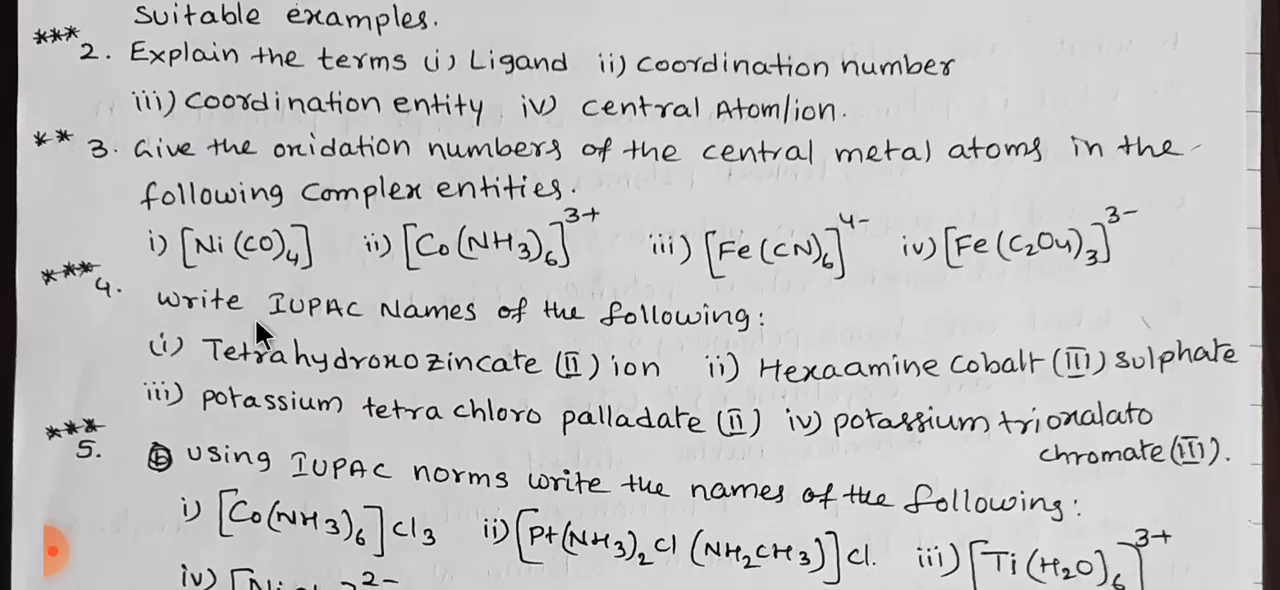 suitable examples.
*** 2. Explain the terms (i) Ligand ii) coordination number
iii) coordination entity iv) central Atom/ion.
** 3. Give the oxidation numbers of the central metal atoms in the
following complex entities.
i) [Ni(CO)₄] ii) [Co(NH₃)₆]³⁺ iii) [Fe(CN)₆]⁴⁻ iv) [Fe(C₂O₄)₃]³⁻
*** 4. Write IUPAC Names of the following:
(i) Tetrahydroxozincate (II) ion ii) Hexaamine cobalt (III) sulphate
iii) potassium tetra chloro palladate (II) iv) potassium trioxalato
chromate (III).
*** 5. Using IUPAC norms write the names of the following:
i) [Co(NH₃)₆]Cl₃ ii) [Pt(NH₃)₂Cl(NH₂CH₃)]Cl. iii) [Ti(H₂O)₆]³⁺
iv) 2-